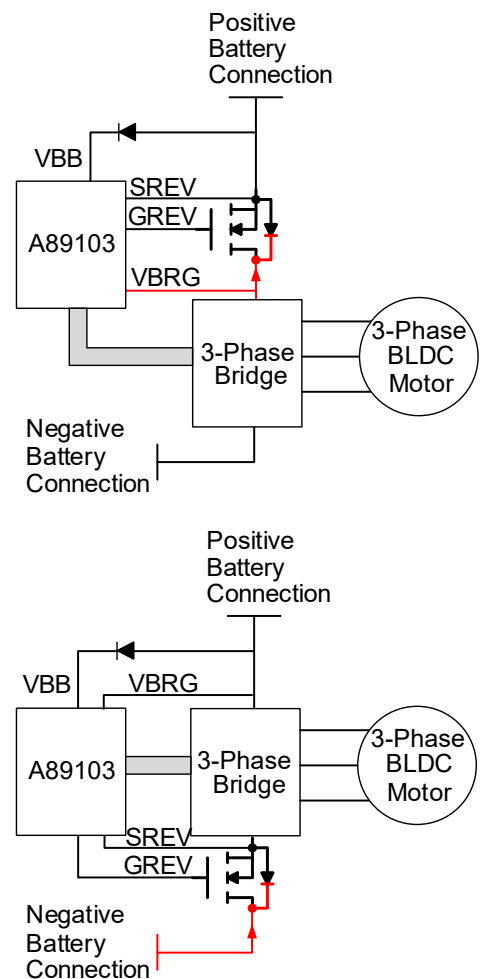 Positive
Battery
Connection
VBB
SREV
GREV
A89103
VBRG
3-Phase
Bridge
3-Phase
BLDC
Motor
Negative
Battery
Connection
Positive
Battery
Connection
VBB
VBRG
A89103
3-Phase
Bridge
3-Phase
BLDC
Motor
SREV
GREV
Negative
Battery
Connection